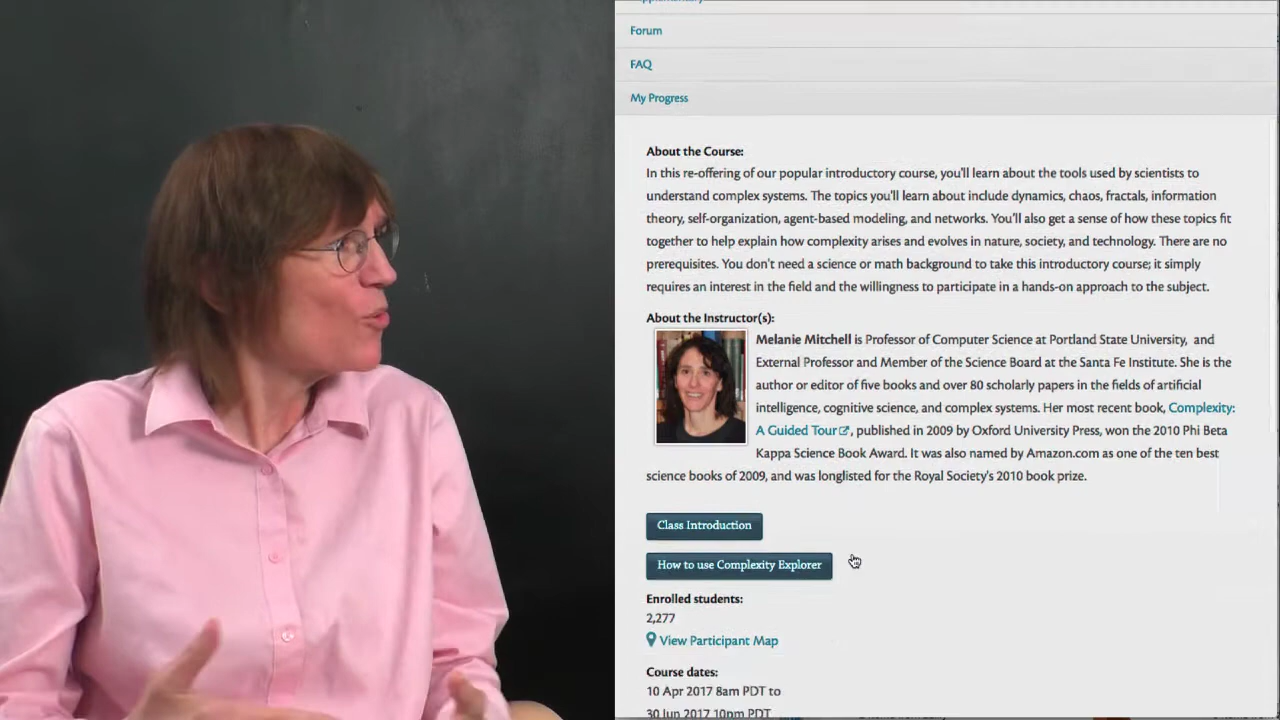 Forum
FAQ
My Progress
About the Course:
In this re-offering of our popular introductory course, you'll learn about the tools used by scientists to
understand complex systems. The topics you'll learn about include dynamics, chaos, fractals, information
theory, self-organization, agent-based modeling, and networks. You'll also get a sense of how these topics fit
together to help explain how complexity arises and evolves in nature, society, and technology. There are no
prerequisites. You don't need a science or math background to take this introductory course; it simply
requires an interest in the field and the willingness to participate in a hands-on approach to the subject.
About the Instructor(s):
Melanie Mitchell is Professor of Computer Science at Portland State University, and
External Professor and Member of the Science Board at the Santa Fe Institute. She is the
author or editor of five books and over 80 scholarly papers in the fields of artificial
intelligence, cognitive science, and complex systems. Her most recent book, Complexity:
A Guided Tour, published in 2009 by Oxford University Press, won the 2010 Phi Beta
Kappa Science Book Award. It was also named by Amazon.com as one of the ten best
science books of 2009, and was longlisted for the Royal Society's 2010 book prize.
Class Introduction
How to use Complexity Explorer
Enrolled students:
2,277
View Participant Map
Course dates:
10 Apr 2017 8am PDT to
30 Jun 2017 10pm PDT